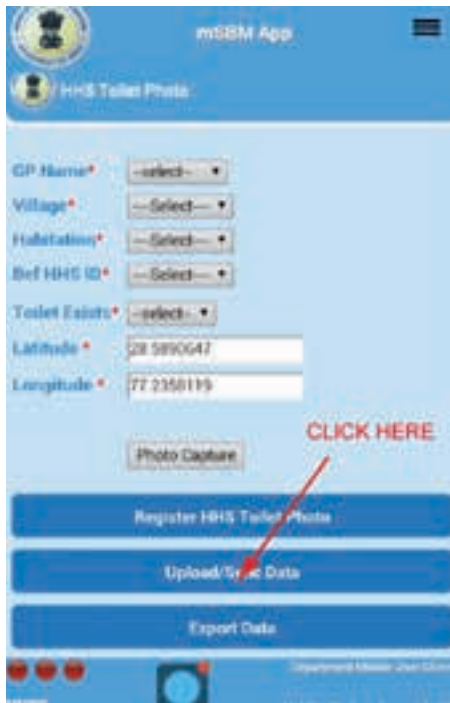 mSBM App
/ HHS Toilet Photo
GP Name* --select--
Village* ---Select---
Habitation* ---Select---
Bef HHS ID* ---Select---
Toilet Exists* --select--
Latitude * 28.5890647
Longitude * 77.2358119
CLICK HERE
Photo Capture
Register HHS Toilet Photo
Upload/Sync Data
Export Data